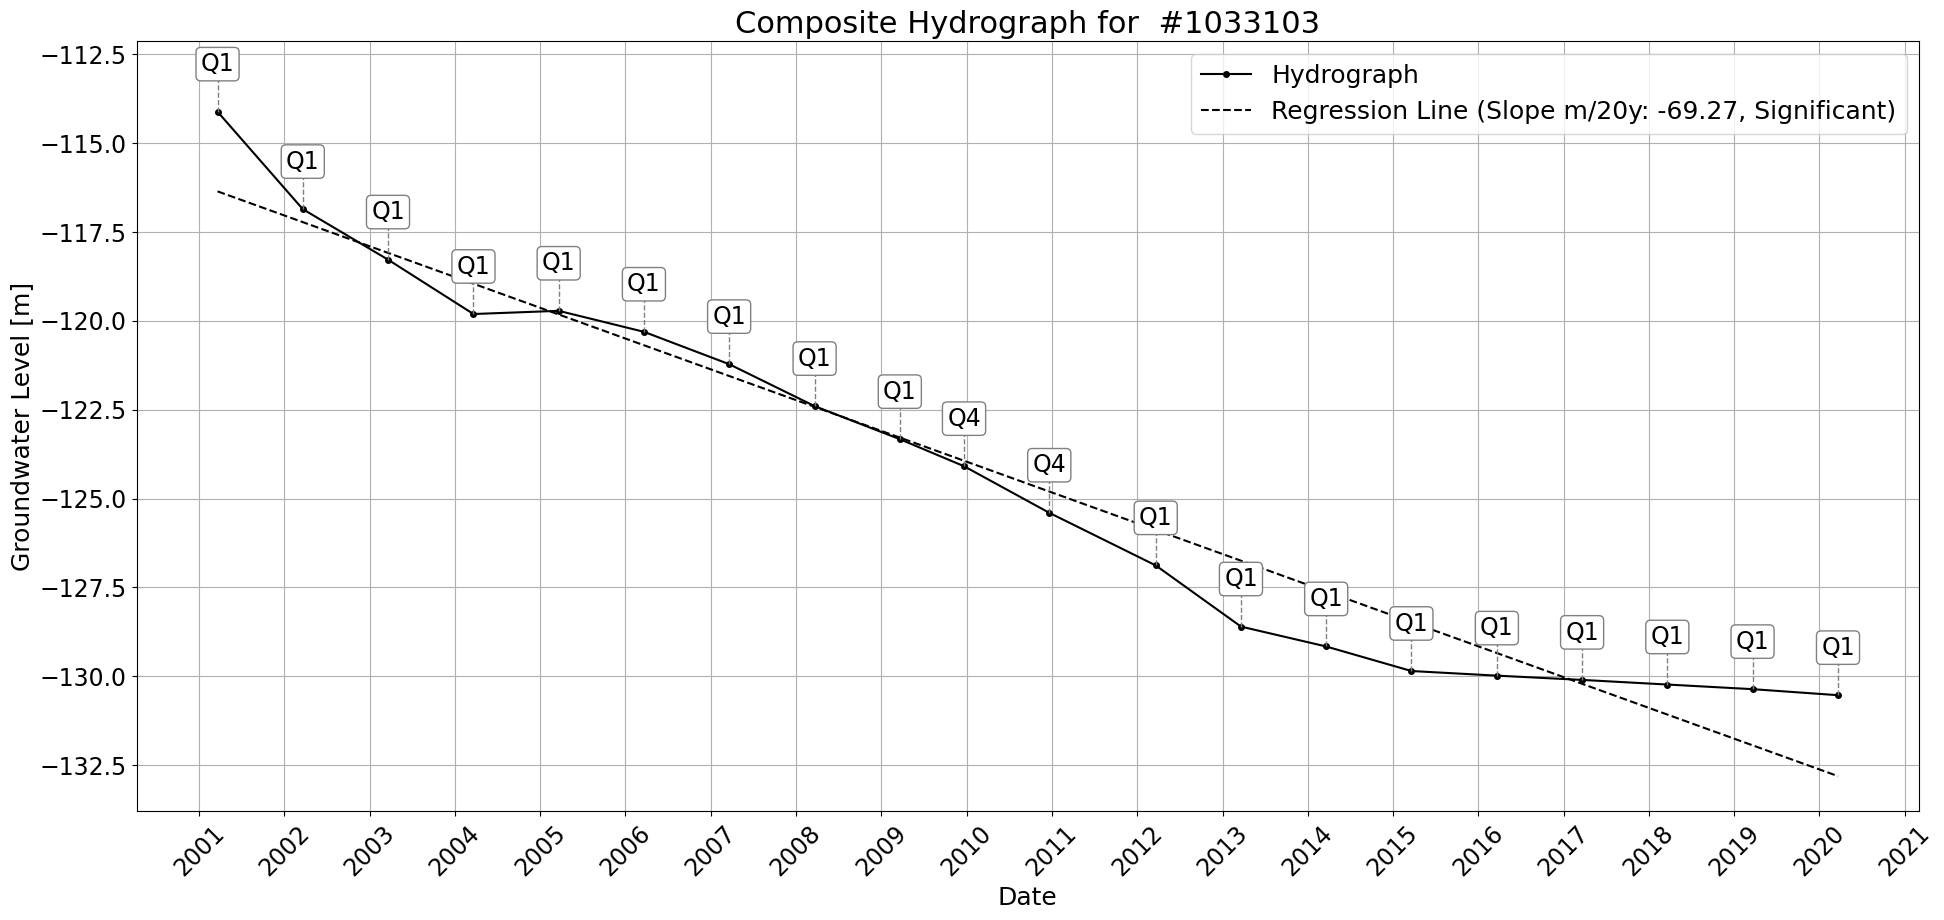 Composite Hydrograph for #1033103
Hydrograph
Regression Line (Slope m/20y: -69.27, Significant)
Groundwater Level [m]
−112.5
−115.0
−117.5
−120.0
−122.5
−125.0
−127.5
−130.0
−132.5
Q1
Q1
Q1
Q1
Q1
Q1
Q1
Q1
Q1
Q4
Q4
Q1
Q1
Q1
Q1
Q1
Q1
Q1
Q1
Q1
2001
2002
2003
2004
2005
2006
2007
2008
2009
2010
2011
2012
2013
2014
2015
2016
2017
2018
2019
2020
2021
Date